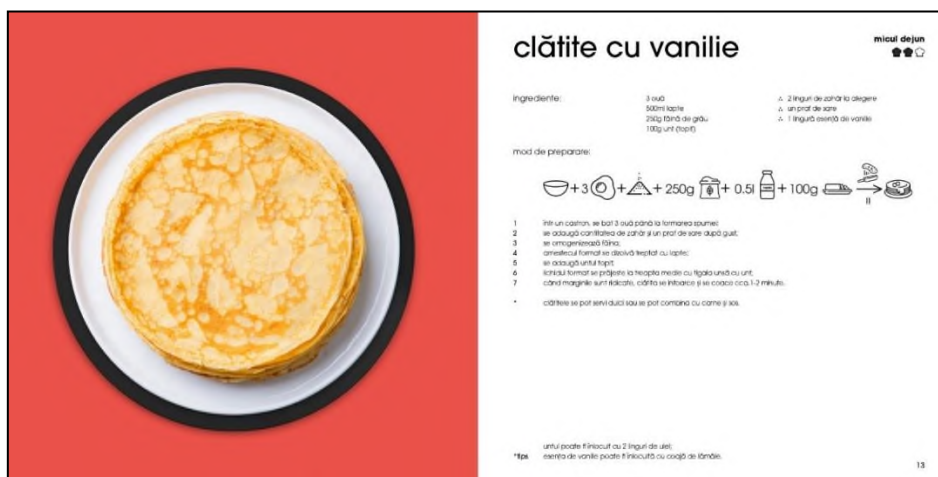 clătite cu vanilie
micul dejun
ingrediente:
3 ouă
500ml lapte
250g făină de grâu
100g unt (topit)
∴ 2 linguri de zahăr la alegere
∴ un praf de sare
∴ 1 lingură esență de vanilie
mod de preparare:
+3 + + 250g + 0.5l + 100g
II
1 într-un castron, se bat 3 ouă până la formarea spumei;
2 se adaugă cantitatea de zahăr și un praf de sare după gust;
3 se omogenizează făina;
4 amestecul format se dizolvă treptat cu lapte;
5 se adaugă untul topit;
6 lichidul format se prăjește la treapta medie cu tigaia unsă cu unt;
7 când marginile sunt ridicate, clătita se întoarce și se coace cca.1-2 minute.
* clătitele se pot servi dulci sau se pot combina cu carne și sos.
untul poate fi înlocuit cu 2 linguri de ulei;
*tips esența de vanilie poate fi înlocuită cu coajă de lămâie.
13